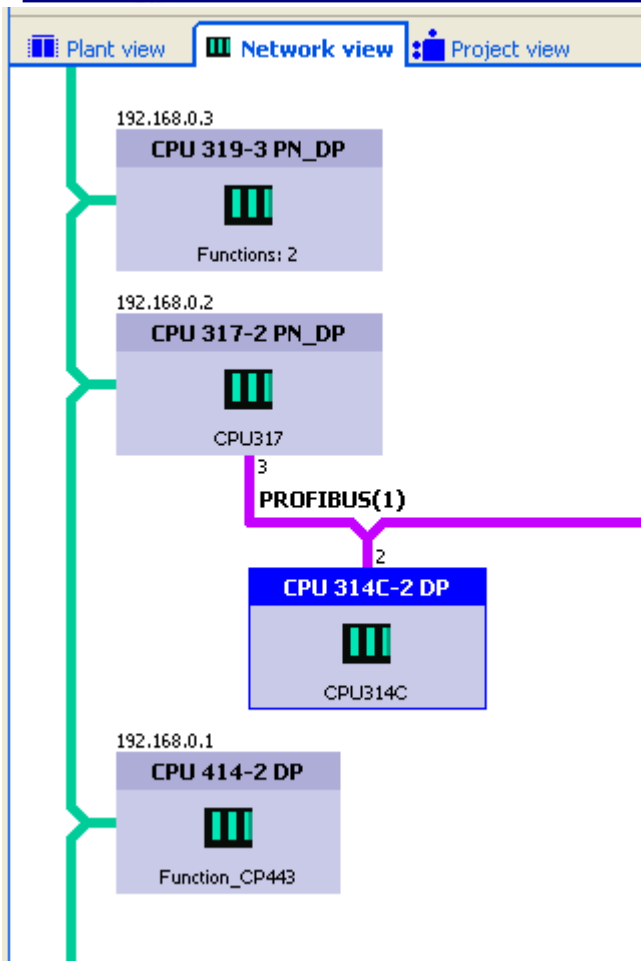 Plant view Network view Project view
192.168.0.3
CPU 319-3 PN_DP
Functions: 2
192.168.0.2
CPU 317-2 PN_DP
CPU317
3
PROFIBUS(1)
2
CPU 314C-2 DP
CPU314C
192.168.0.1
CPU 414-2 DP
Function_CP443